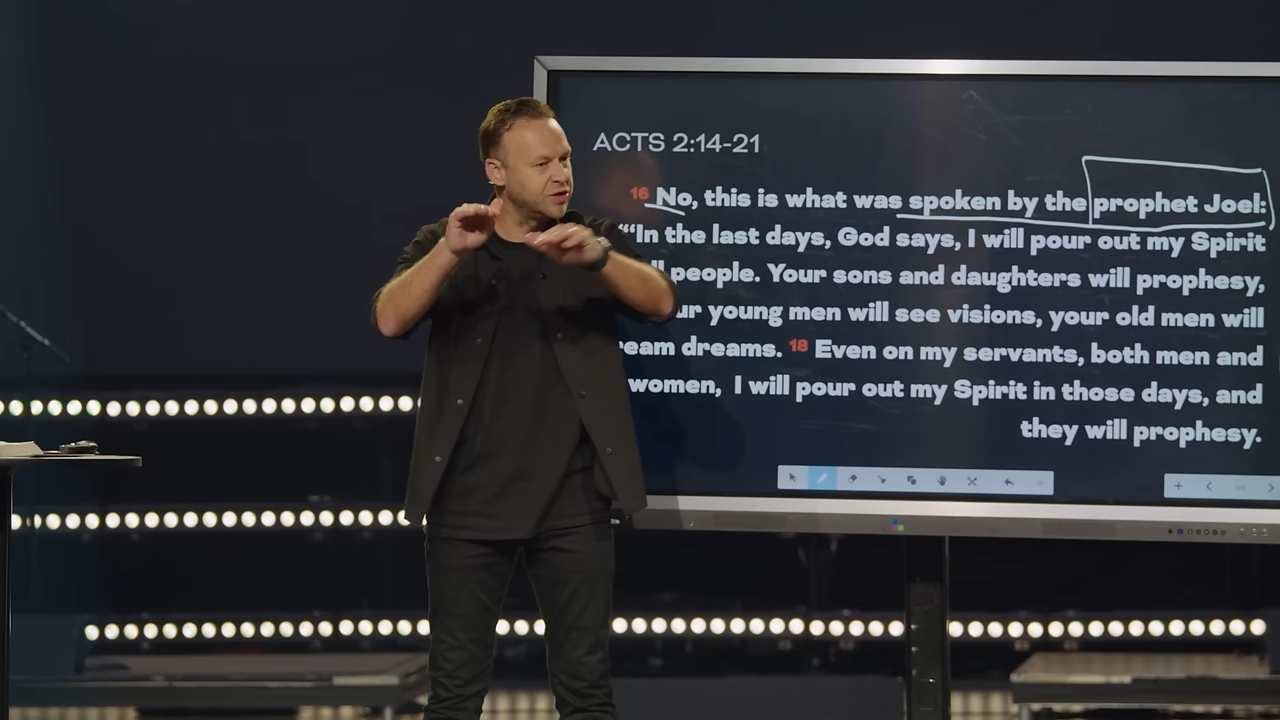 ACTS 2:14-21
16 No, this is what was spoken by the prophet Joel:
"'In the last days, God says, I will pour out my Spirit
people. Your sons and daughters will prophesy,
young men will see visions, your old men will
dreams. 18 Even on my servants, both men and
women, I will pour out my Spirit in those days, and
they will prophesy.